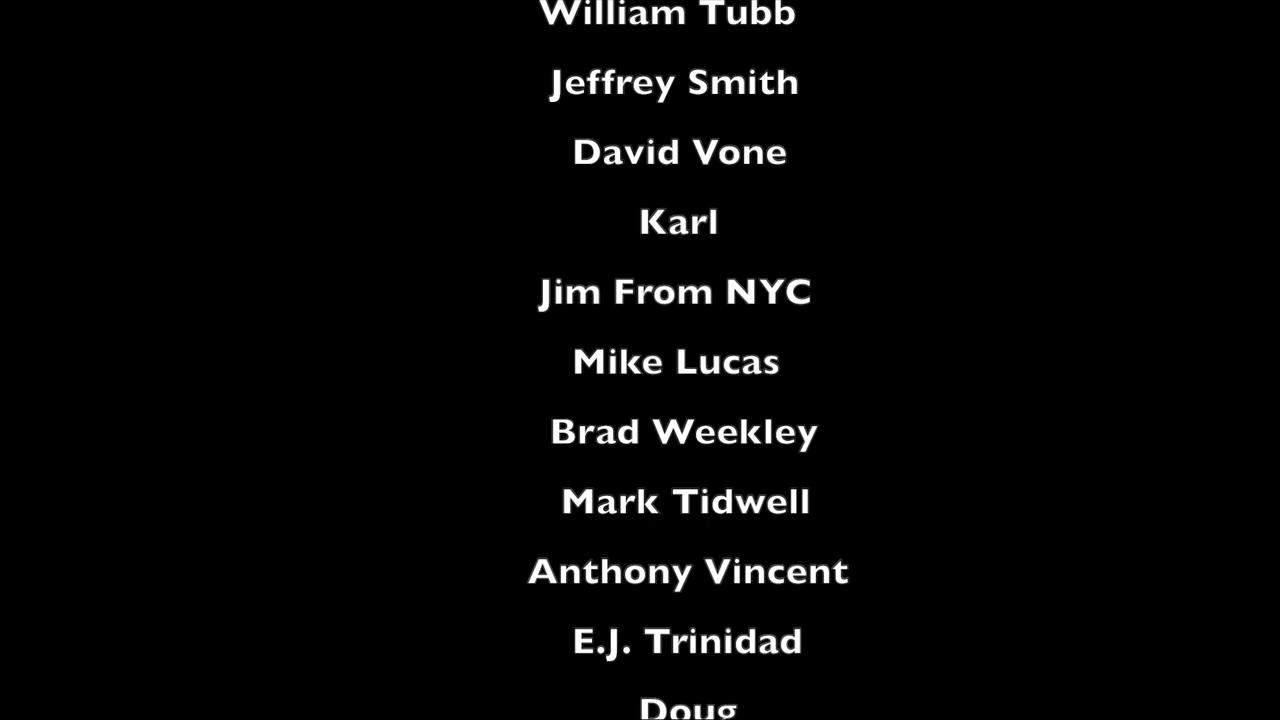 William Tubb
Jeffrey Smith
David Vone
Karl
Jim From NYC
Mike Lucas
Brad Weekley
Mark Tidwell
Anthony Vincent
E.J. Trinidad
Doug